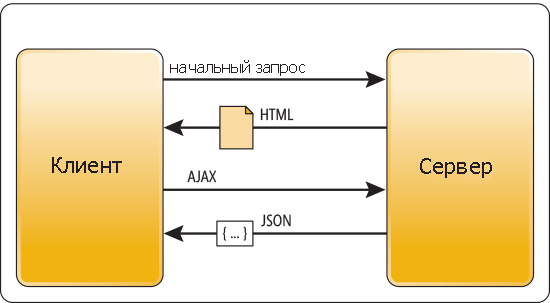 начальный запрос
HTML
Клиент
Сервер
AJAX
JSON
{ ... }